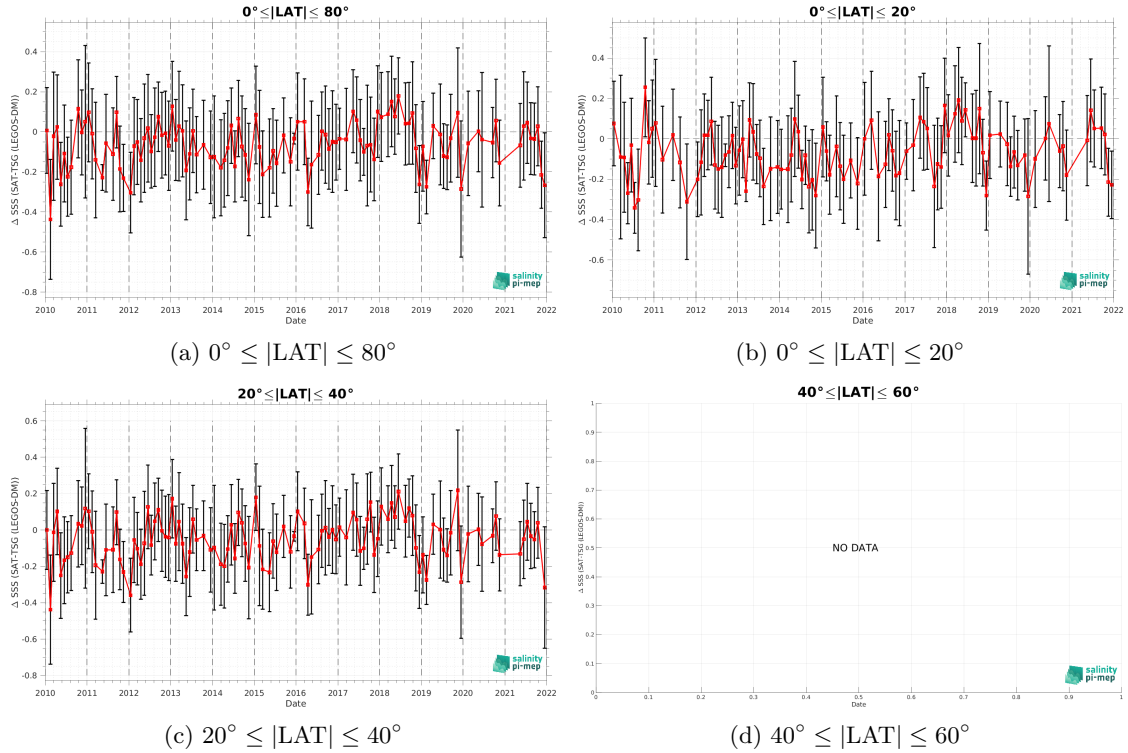 0°≤|LAT|≤ 80°
Δ SSS (SAT-TSG (LEGOS-DM))
0.4
0.2
0
-0.2
-0.4
-0.6
-0.8
2010 2011 2012 2013 2014 2015 2016 2017 2018 2019 2020 2021 2022
Date
salinity
pi-mep
(a) 0° ≤ |LAT| ≤ 80°
0°≤|LAT|≤ 20°
Δ SSS (SAT-TSG (LEGOS-DM))
0.4
0.2
0
-0.2
-0.4
-0.6
2010 2011 2012 2013 2014 2015 2016 2017 2018 2019 2020 2021 2022
Date
salinity
pi-mep
(b) 0° ≤ |LAT| ≤ 20°
20°≤|LAT|≤ 40°
Δ SSS (SAT-TSG (LEGOS-DM))
0.6
0.4
0.2
0
-0.2
-0.4
-0.6
-0.8
2010 2011 2012 2013 2014 2015 2016 2017 2018 2019 2020 2021 2022
Date
salinity
pi-mep
(c) 20° ≤ |LAT| ≤ 40°
40°≤|LAT|≤ 60°
Δ SSS (SAT-TSG (LEGOS-DM))
1
0.9
0.8
0.7
0.6
0.5
0.4
0.3
0.2
0.1
0
NO DATA
0 0.1 0.2 0.3 0.4 0.5 0.6 0.7 0.8 0.9 1
Date
salinity
pi-mep
(d) 40° ≤ |LAT| ≤ 60°